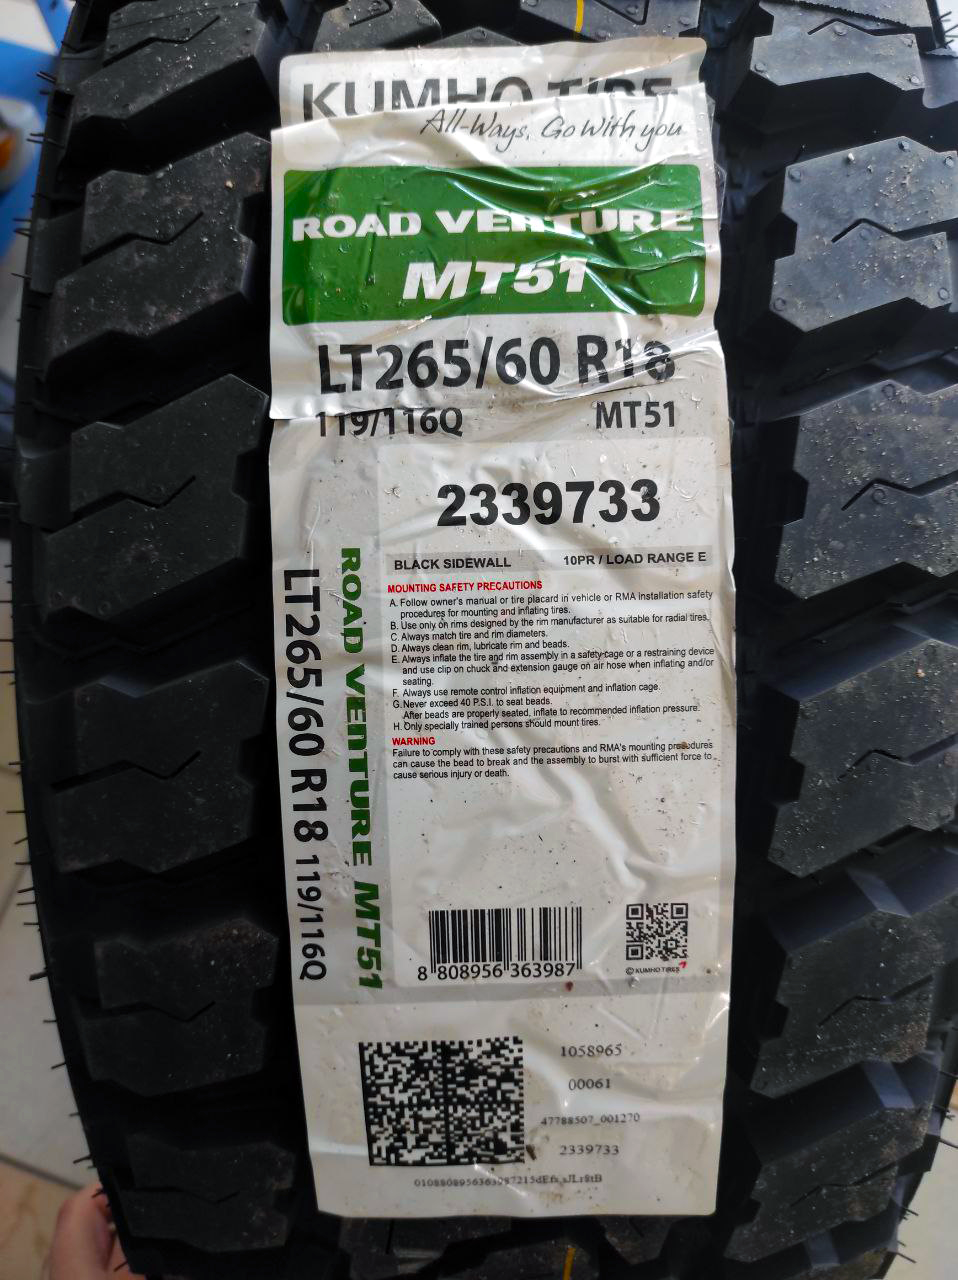 KUMHO TIRE
All-Ways, Go With you
ROAD VENTURE
MT51
LT265/60 R18
119/116Q MT51
2339733
BLACK SIDEWALL 10PR / LOAD RANGE E
MOUNTING SAFETY PRECAUTIONS
A. Follow owner's manual or tire placard in vehicle or RMA installation safety
procedures for mounting and inflating tires.
B. Use only on rims designed by the rim manufacturer as suitable for radial tires.
C. Always match tire and rim diameters.
D. Always clean rim, lubricate rim and beads.
E. Always inflate the tire and rim assembly in a safety-cage or a restraining device
and use clip on chuck and extension gauge on air hose when inflating and/or
seating.
F. Always use remote control inflation equipment and inflation cage.
G. Never exceed 40 P.S.I. to seat beads.
After beads are properly seated, inflate to recommended inflation pressure.
H. Only specially trained persons should mount tires.
WARNING
Failure to comply with these safety precautions and RMA's mounting procedures
can cause the bead to break and the assembly to burst with sufficient force to
cause serious injury or death.
ROAD VENTURE MT51
LT265/60 R18 119/116Q
8 808956 363987
© KUMHO TIRES
1058965
00061
47788507_001270
2339733